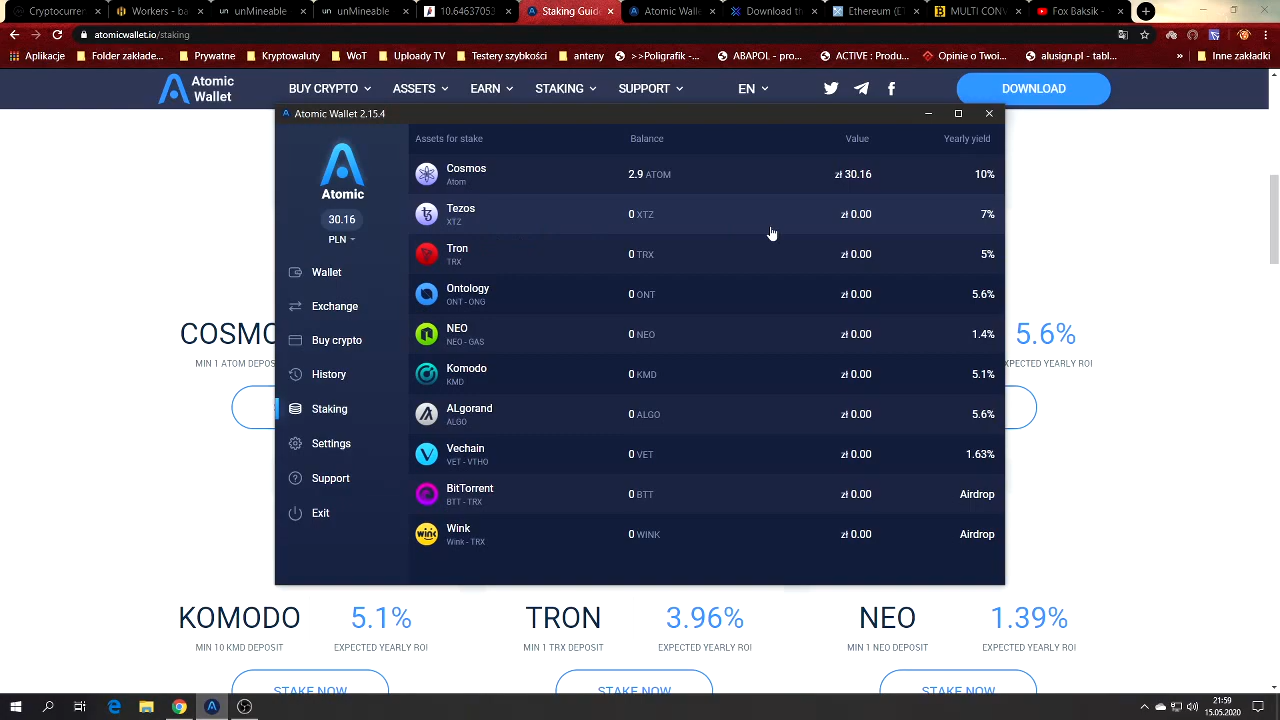 Cryptocurrenc
Workers - ba
unMineable
unMineable
10.64637053
Staking Guid
Atomic Walle
Download th
Ethereum (ET
MULTI CON
Fox Baksik -
atomicwallet.io/staking
Aplikacje
Folder zakłade...
Prywatne
Kryptowaluty
WoT
Uploady TV
Testery szybkości
anteny
>>Poligrafik -...
ABAPOL - pro...
ACTIVE : Produ...
Opinie o Twoi...
alusign.pl - tabl...
»
Inne zakładki
Atomic
Wallet
BUY CRYPTO
ASSETS
EARN
STAKING
SUPPORT
EN
DOWNLOAD
Atomic Wallet 2.15.4
Atomic
30.16
PLN
Wallet
Exchange
Buy crypto
History
Staking
Settings
Support
Exit
Assets for stake Balance Value Yearly yield
Cosmos
Atom
2.9 ATOM zł 30.16 10%
Tezos
XTZ
0 XTZ zł 0.00 7%
Tron
TRX
0 TRX zł 0.00 5%
Ontology
ONT - ONG
0 ONT zł 0.00 5.6%
NEO
NEO - GAS
0 NEO zł 0.00 1.4%
Komodo
KMD
0 KMD zł 0.00 5.1%
ALgorand
ALGO
0 ALGO zł 0.00 5.6%
Vechain
VET - VTHO
0 VET zł 0.00 1.63%
BitTorrent
BTT - TRX
0 BTT zł 0.00 Airdrop
Wink
Wink - TRX
0 WINK zł 0.00 Airdrop
COSMO
MIN 1 ATOM DEPOS
5.6%
XPECTED YEARLY ROI
KOMODO 5.1%
MIN 10 KMD DEPOSIT EXPECTED YEARLY ROI
STAKE NOW
TRON 3.96%
MIN 1 TRX DEPOSIT EXPECTED YEARLY ROI
STAKE NOW
NEO 1.39%
MIN 1 NEO DEPOSIT EXPECTED YEARLY ROI
STAKE NOW
21:59
15.05.2020